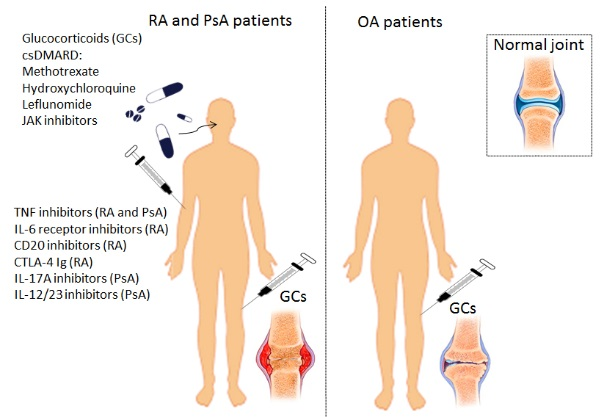 RA and PsA patients
Glucocorticoids (GCs)
csDMARD:
Methotrexate
Hydroxychloroquine
Leflunomide
JAK inhibitors
TNF inhibitors (RA and PsA)
IL-6 receptor inhibitors (RA)
CD20 inhibitors (RA)
CTLA-4 Ig (RA)
IL-17A inhibitors (PsA)
IL-12/23 inhibitors (PsA)
GCs
OA patients
Normal joint
GCs